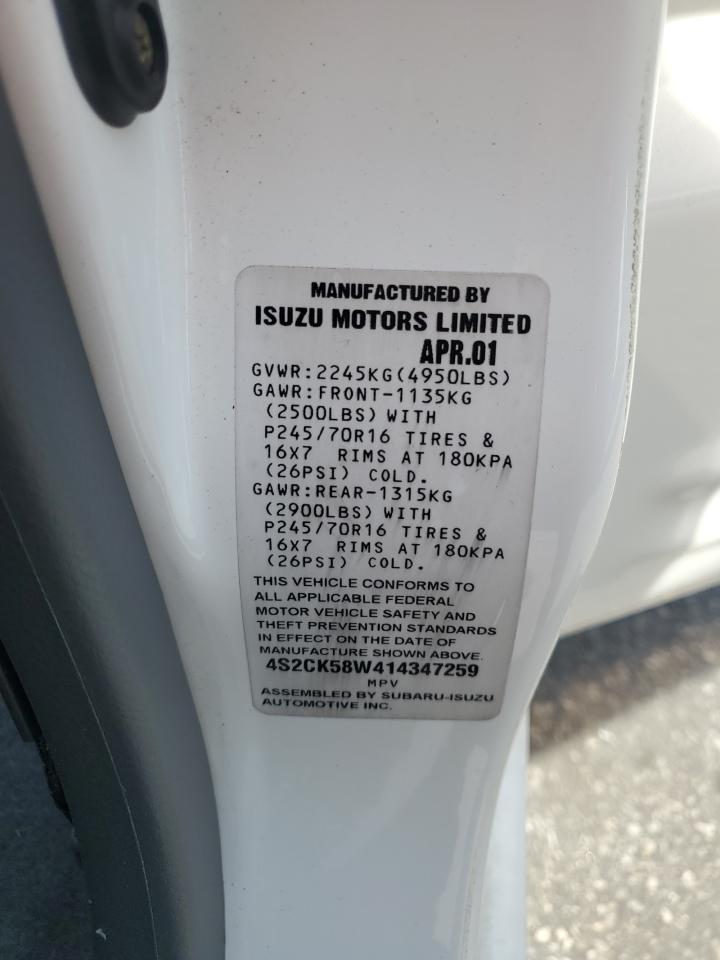 MANUFACTURED BY
ISUZU MOTORS LIMITED
APR.01
GVWR:2245KG(4950LBS)
GAWR:FRONT-1135KG
(2500LBS) WITH
P245/70R16 TIRES &
16X7 RIMS AT 180KPA
(26PSI) COLD.
GAWR:REAR-1315KG
(2900LBS) WITH
P245/70R16 TIRES &
16X7 RIMS AT 180KPA
(26PSI) COLD.
THIS VEHICLE CONFORMS TO
ALL APPLICABLE FEDERAL
MOTOR VEHICLE SAFETY AND
THEFT PREVENTION STANDARDS
IN EFFECT ON THE DATE OF
MANUFACTURE SHOWN ABOVE.
4S2CK58W414347259
MPV
ASSEMBLED BY SUBARU-ISUZU
AUTOMOTIVE INC.